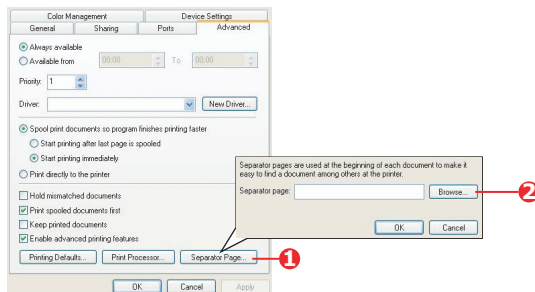 Color Management Device Settings
General Sharing Ports Advanced
Always available
Available from 00:00 To 00:00
Priority: 1
Driver: New Driver...
Spool print documents so program finishes printing faster
Start printing after last page is spooled
Start printing immediately
Print directly to the printer
Hold mismatched documents
Print spooled documents first
Keep printed documents
Enable advanced printing features
Printing Defaults... Print Processor... Separator Page...
OK Cancel Apply
1
Separator pages are used at the beginning of each document to make it
easy to find a document among others at the printer.
Separator page: Browse...
OK Cancel
2